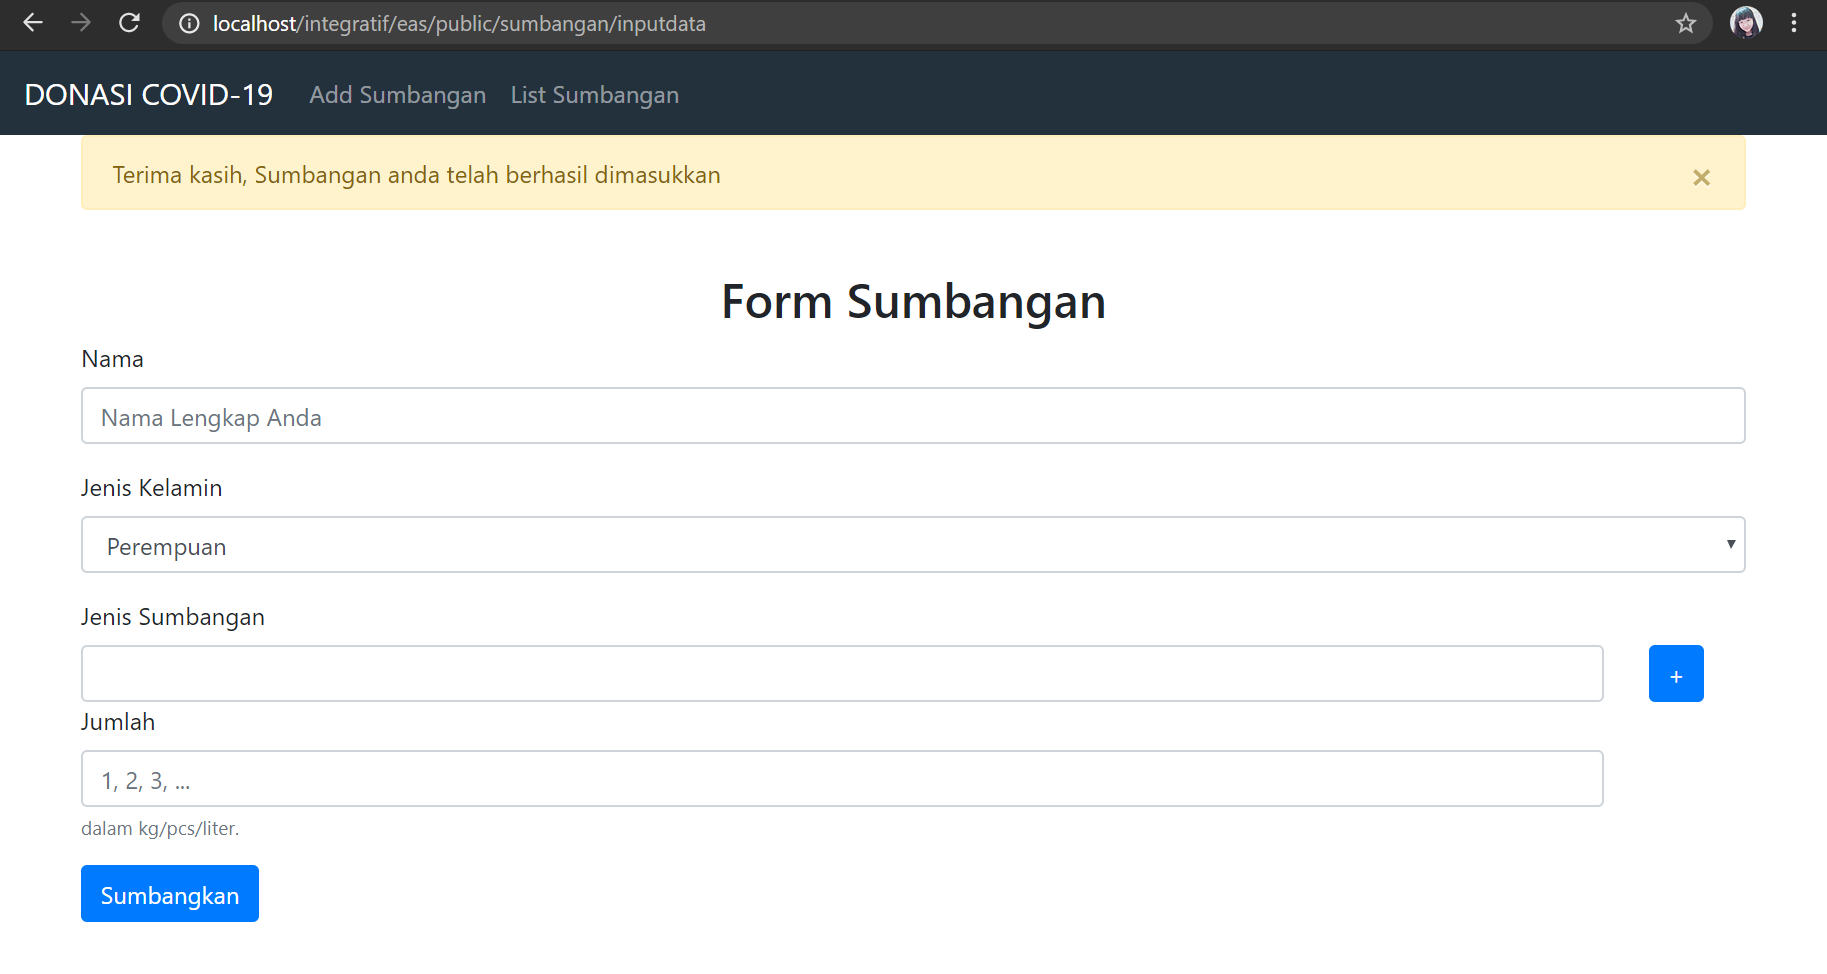 localhost/integratif/eas/public/sumbangan/inputdata
DONASI COVID-19 Add Sumbangan List Sumbangan
Terima kasih, Sumbangan anda telah berhasil dimasukkan ×
Form Sumbangan
Nama
Nama Lengkap Anda
Jenis Kelamin
Perempuan
Jenis Sumbangan
+
Jumlah
1, 2, 3, ...
dalam kg/pcs/liter.
Sumbangkan